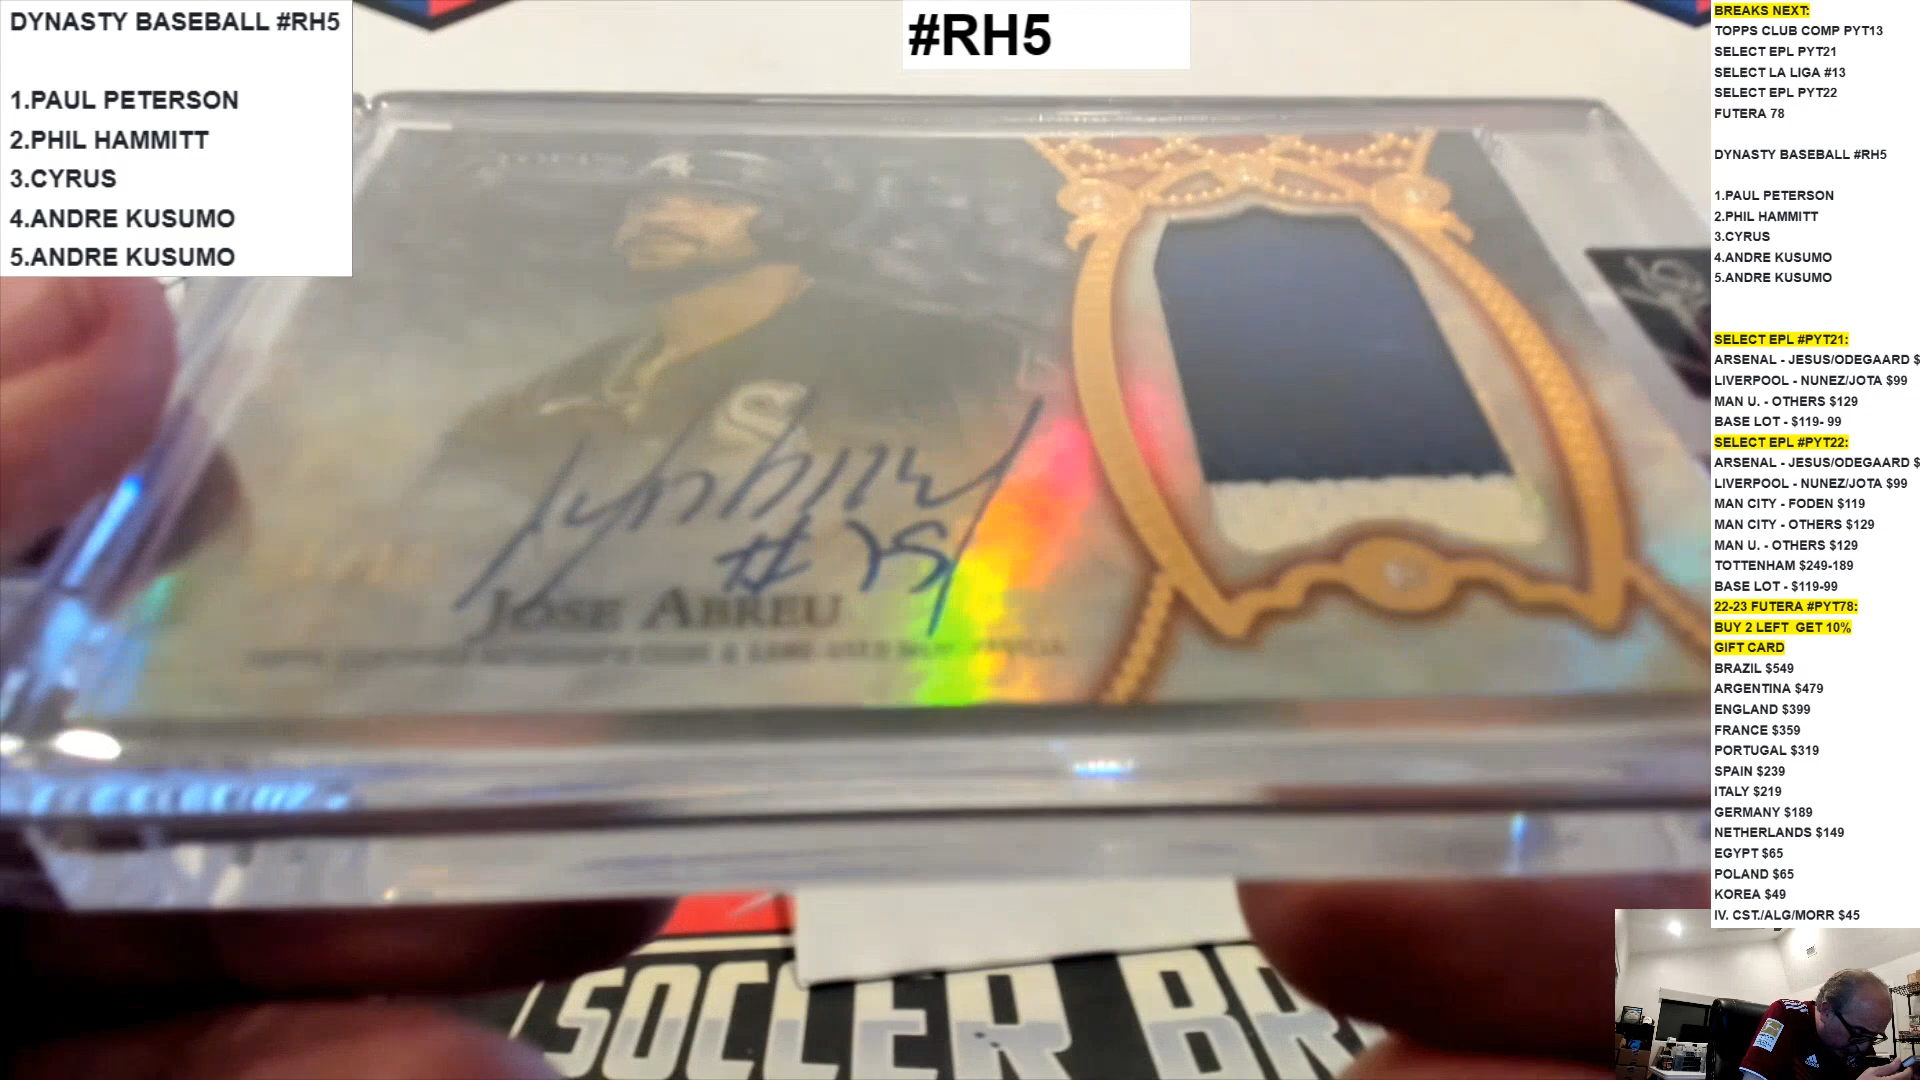 DYNASTY BASEBALL #RH5
1.PAUL PETERSON
2.PHIL HAMMITT
3.CYRUS
4.ANDRE KUSUMO
5.ANDRE KUSUMO
#RH5
#79
JOSE ABREU
TOPPS CERTIFIED AUTOGRAPH ISSUE & GAME-USED
SOCCER BR
BREAKS NEXT:
TOPPS CLUB COMP PYT13
SELECT EPL PYT21
SELECT LA LIGA #13
SELECT EPL PYT22
FUTERA 78
DYNASTY BASEBALL #RH5
1.PAUL PETERSON
2.PHIL HAMMITT
3.CYRUS
4.ANDRE KUSUMO
5.ANDRE KUSUMO
SELECT EPL #PYT21:
ARSENAL - JESUS/ODEGAARD $
LIVERPOOL - NUNEZ/JOTA $99
MAN U. - OTHERS $129
BASE LOT - $119- 99
SELECT EPL #PYT22:
ARSENAL - JESUS/ODEGAARD $
LIVERPOOL - NUNEZ/JOTA $99
MAN CITY - FODEN $119
MAN CITY - OTHERS $129
MAN U. - OTHERS $129
TOTTENHAM $249-189
BASE LOT - $119-99
22-23 FUTERA #PYT78:
BUY 2 LEFT GET 10%
GIFT CARD
BRAZIL $549
ARGENTINA $479
ENGLAND $399
FRANCE $359
PORTUGAL $319
SPAIN $239
ITALY $219
GERMANY $189
NETHERLANDS $149
EGYPT $65
POLAND $65
KOREA $49
IV. CST./ALG/MORR $45